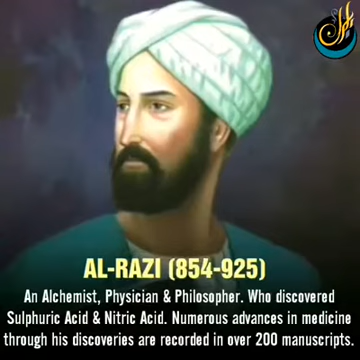 AL-RAZI (854-925)
An Alchemist, Physician & Philosopher. Who discovered
Sulphuric Acid & Nitric Acid. Numerous advances in medicine
through his discoveries are recorded in over 200 manuscripts.